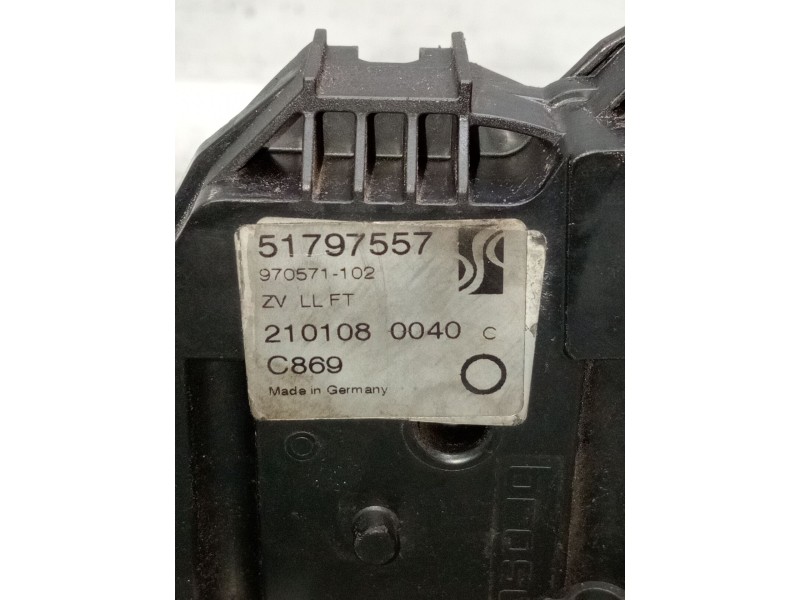 51797557
970571-102
ZV LL FT
210108 0040 C
C869
Made in Germany